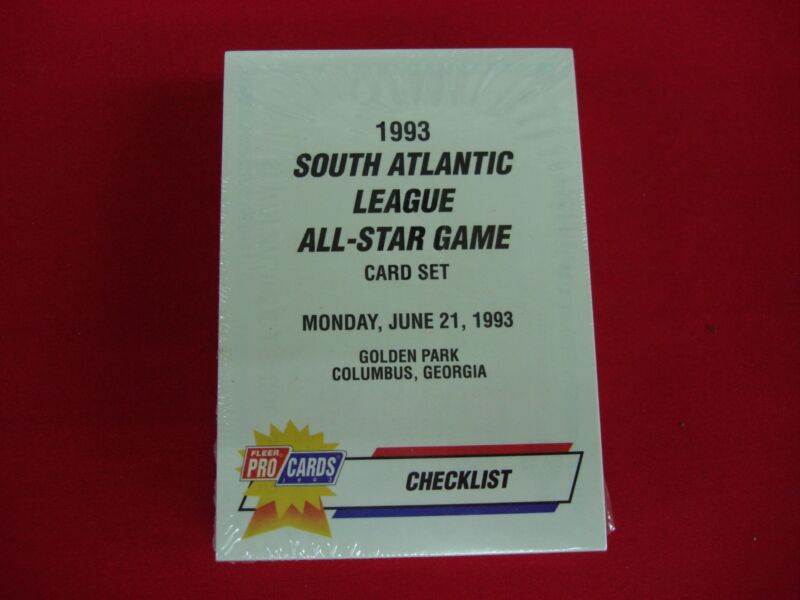 1993
SOUTH ATLANTIC
LEAGUE
ALL-STAR GAME
CARD SET
MONDAY, JUNE 21, 1993
GOLDEN PARK
COLUMBUS, GEORGIA
FLEER
PRO CARDS
1993
CHECKLIST